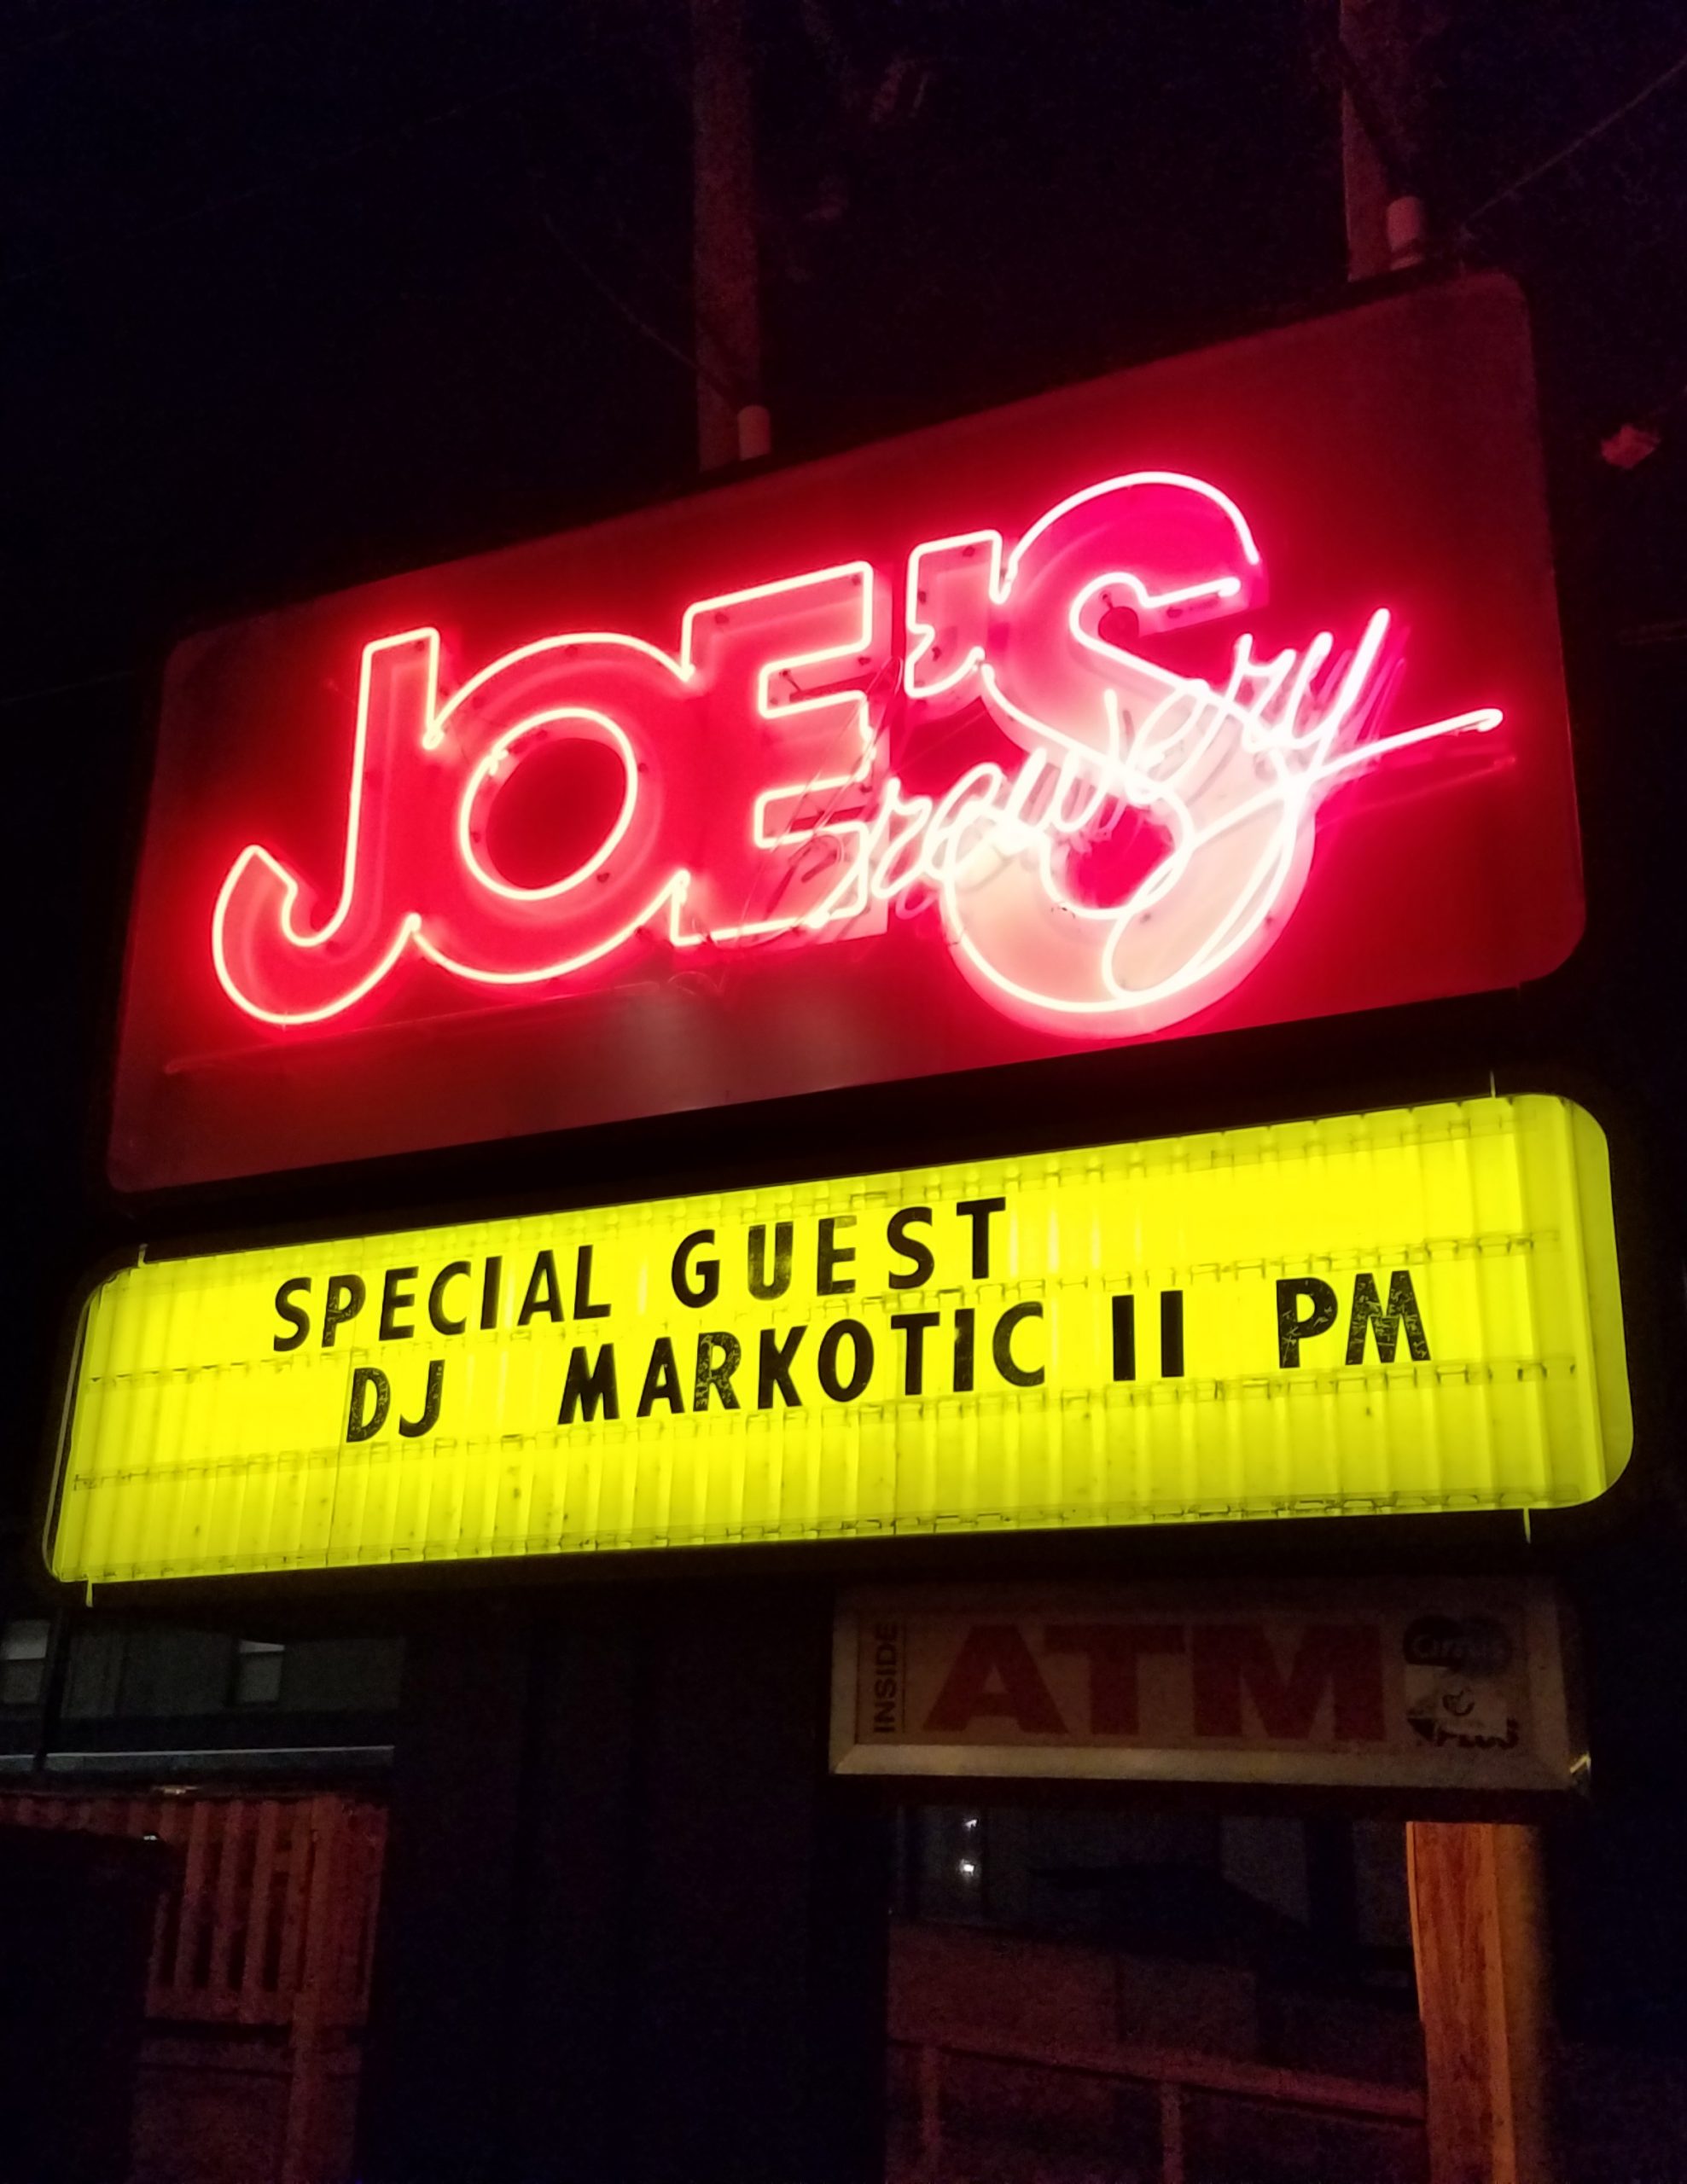 JOE'S
Brewery
SPECIAL GUEST
DJ MARKOTIC 11 PM
INSIDE
ATM